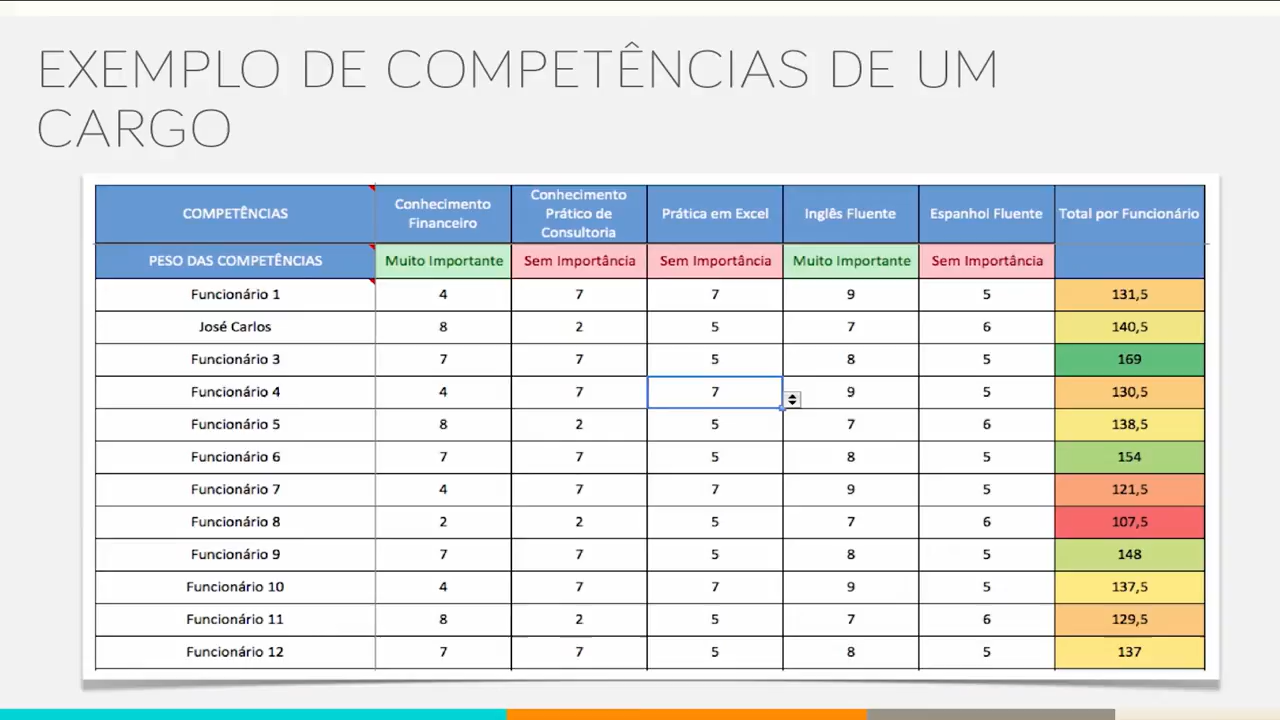 EXEMPLO DE COMPETÊNCIAS DE UM
CARGO
COMPETÊNCIAS Conhecimento Financeiro Conhecimento Prático de Consultoria Prática em Excel Inglês Fluente Espanhol Fluente Total por Funcionário
PESO DAS COMPETÊNCIAS Muito Importante Sem Importância Sem Importância Muito Importante Sem Importância
Funcionário 1 4 7 7 9 5 131,5
José Carlos 8 2 5 7 6 140,5
Funcionário 3 7 7 5 8 5 169
Funcionário 4 4 7 7 9 5 130,5
Funcionário 5 8 2 5 7 6 138,5
Funcionário 6 7 7 5 8 5 154
Funcionário 7 4 7 7 9 5 121,5
Funcionário 8 2 2 5 7 6 107,5
Funcionário 9 7 7 5 8 5 148
Funcionário 10 4 7 7 9 5 137,5
Funcionário 11 8 2 5 7 6 129,5
Funcionário 12 7 7 5 8 5 137